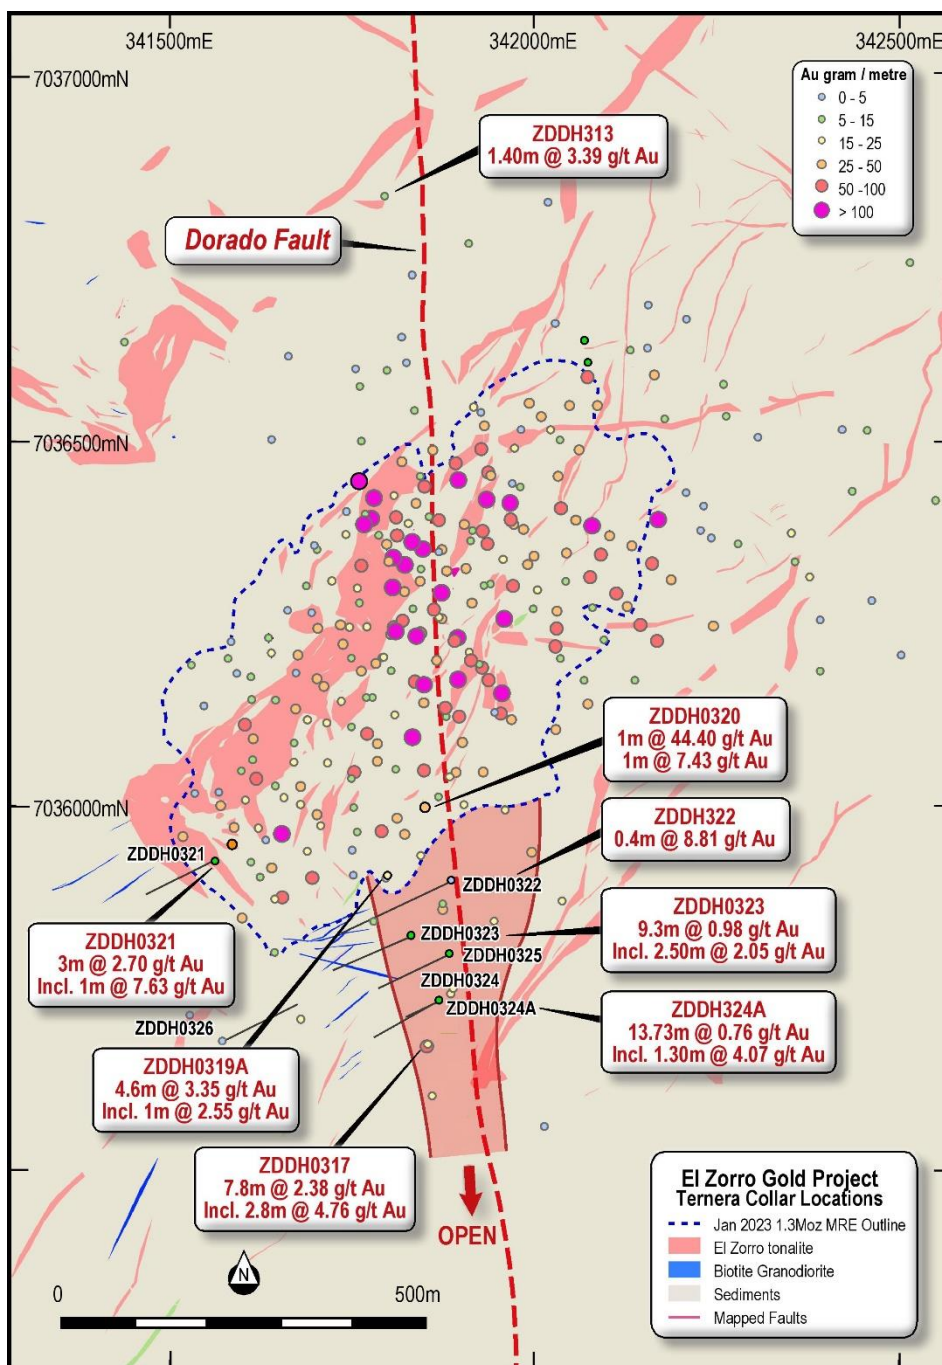 341500mE
342000mE
342500mE
7037000mN
Au gram / metre
0 - 5
5 - 15
15 - 25
25 - 50
50 -100
> 100
ZDDH313
1.40m @ 3.39 g/t Au
Dorado Fault
7036500mN
ZDDH0320
1m @ 44.40 g/t Au
1m @ 7.43 g/t Au
7036000mN
ZDDH322
0.4m @ 8.81 g/t
ZDDH0321
ZDDH0322
ZDDH0323
9.3m @ 0.98 g/t Au
Incl. 2.50m @ 2.05 g/t Au
ZDDH0323
ZDDH0325
ZDDH0321
3m @ 2.70 g/t Au
Incl. 1m @ 7.63 g/t Au
ZDDH0324
ZDDH0324A
ZDDH324A
13.73m @ 0.76 g/t Au
Incl. 1.30m @ 4.07 g/t Au
ZDDH0326
ZDDH0319A
4.6m @ 3.35 g/t Au
Incl. 1m @ 2.55 g/t Au
ZDDH0317
7.8m @ 2.38 g/t Au
Incl. 2.8m @ 4.76 g/t Au
OPEN
N
0
500m
El Zorro Gold Project
Ternera Collar Locations
Jan 2023 1.3Moz MRE Outline
El Zorro tonalite
Biotite Granodiorite
Sediments
Mapped Faults